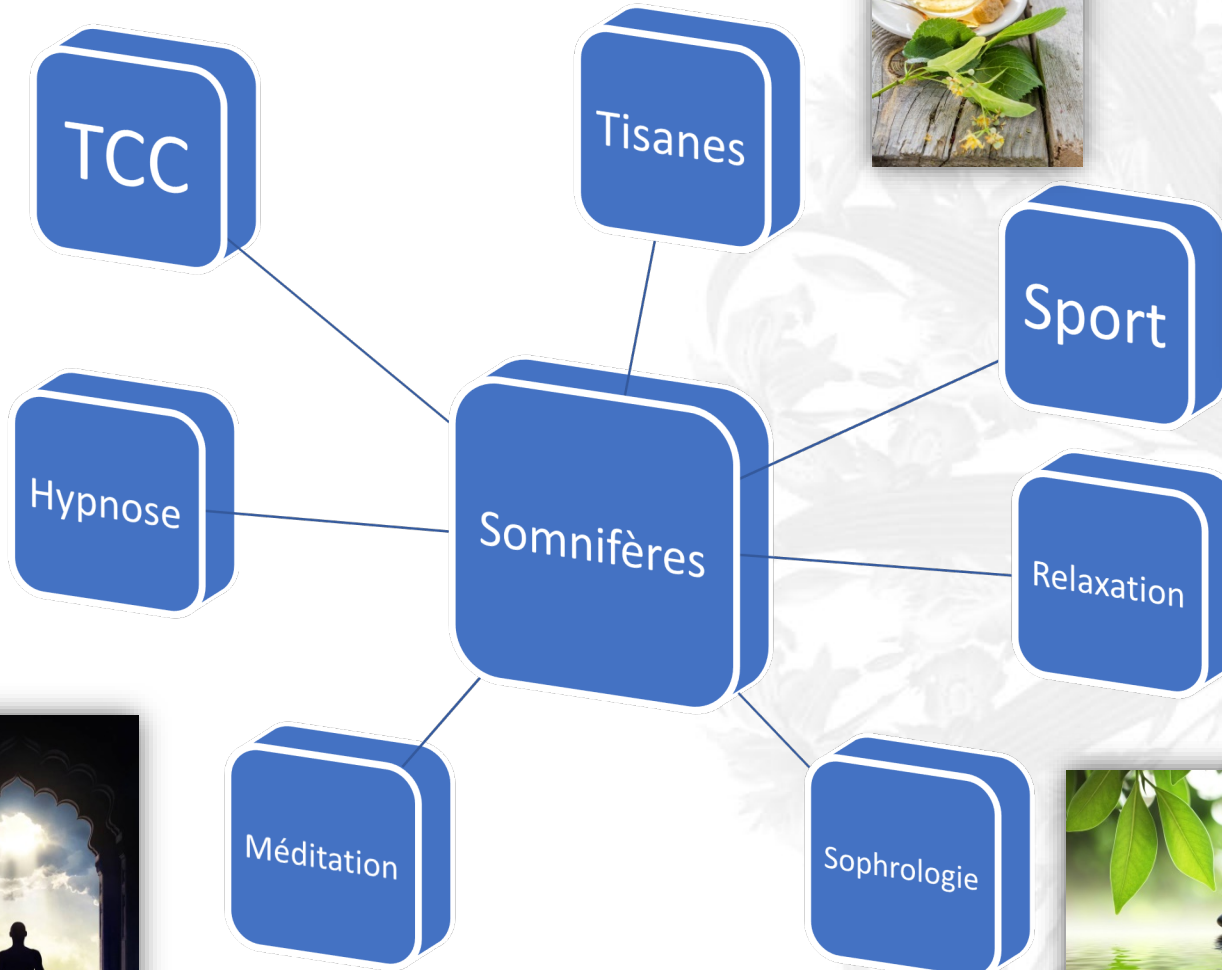 TCC
Tisanes
Sport
Hypnose
Somnifères
Relaxation
Méditation
Sophrologie